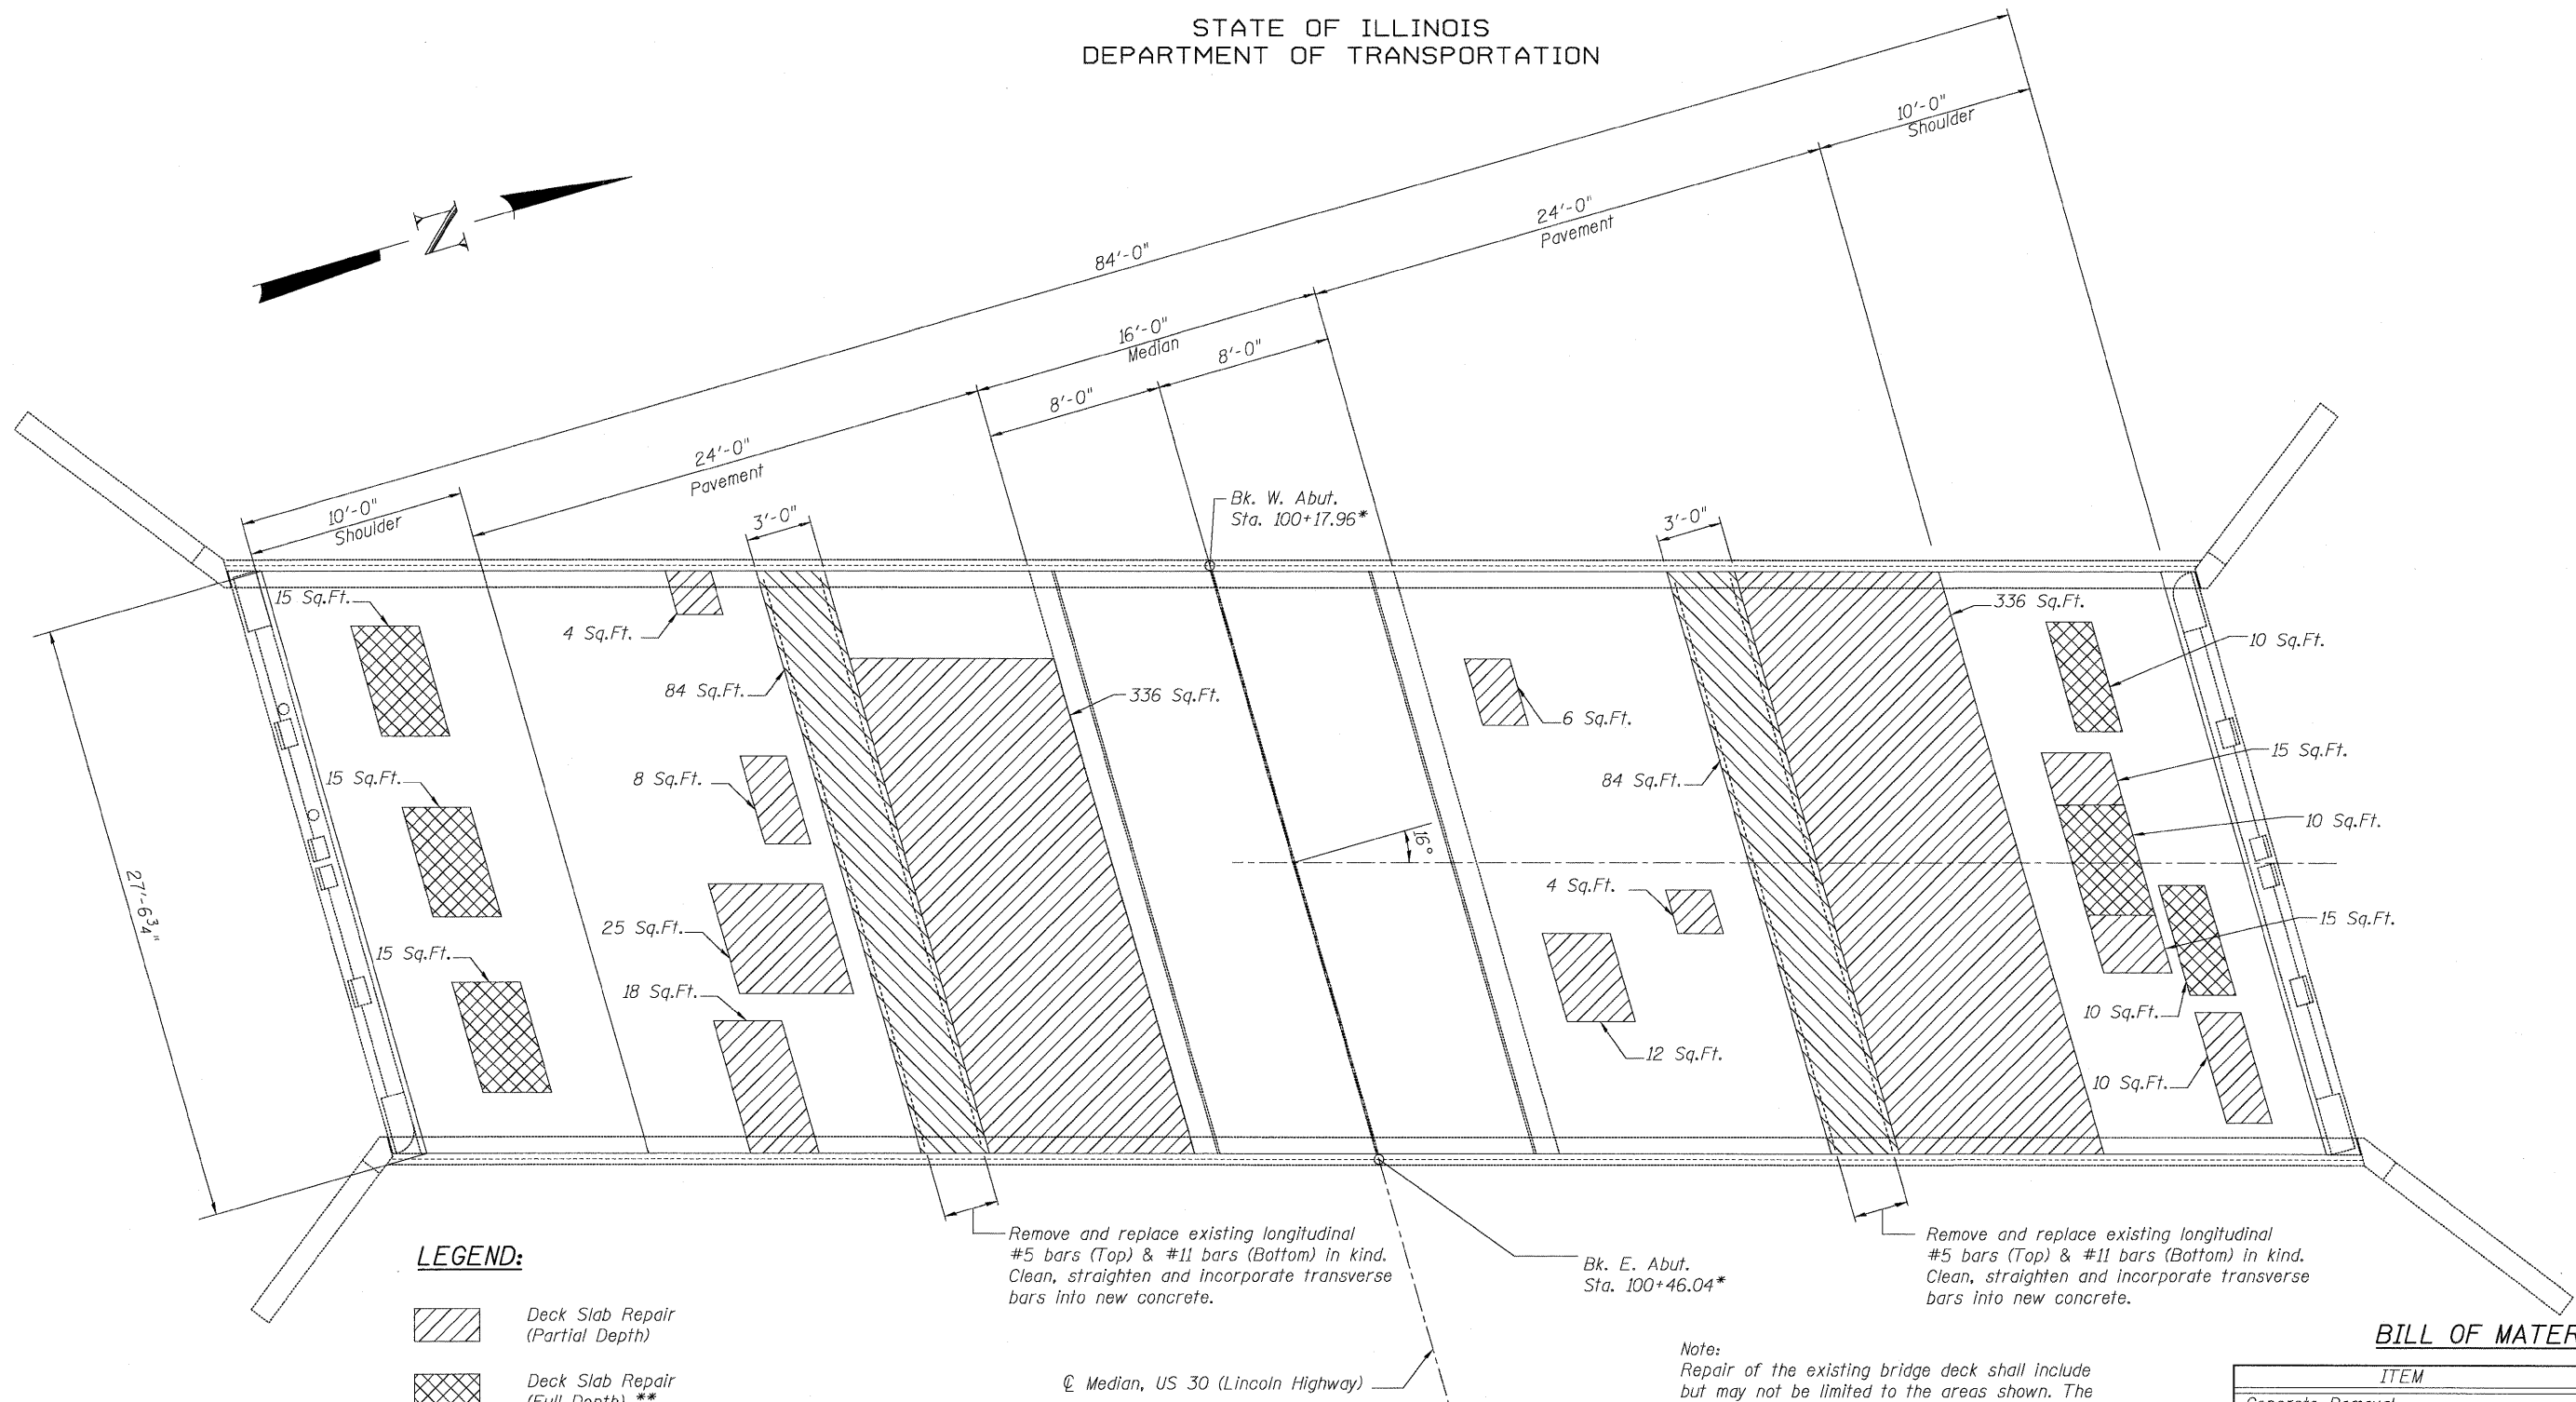 STATE OF ILLINOIS
DEPARTMENT OF TRANSPORTATION
10'-0"
Shoulder
24'-0"
Pavement
84'-0"
N
16'-0"
Median
8'-0"
8'-0"
24'-0"
Pavement
10'-0"
Shoulder
3'-0"
Bk. W. Abut.
Sta. 100+17.96*
3'-0"
15 Sq.Ft.
4 Sq.Ft.
336 Sq.Ft.
10 Sq.Ft.
84 Sq.Ft.
336 Sq.Ft.
6 Sq.Ft.
15 Sq.Ft.
15 Sq.Ft.
8 Sq.Ft.
84 Sq.Ft.
10 Sq.Ft.
16°
4 Sq.Ft.
27'-6¾"
25 Sq.Ft.
15 Sq.Ft.
15 Sq.Ft.
18 Sq.Ft.
10 Sq.Ft.
12 Sq.Ft.
10 Sq.Ft.
Remove and replace existing longitudinal
#5 bars (Top) & #11 bars (Bottom) in kind.
Clean, straighten and incorporate transverse
bars into new concrete.
Bk. E. Abut.
Sta. 100+46.04*
Remove and replace existing longitudinal
#5 bars (Top) & #11 bars (Bottom) in kind.
Clean, straighten and incorporate transverse
bars into new concrete.
LEGEND:
Deck Slab Repair
(Partial Depth)
Deck Slab Repair
(Full Depth) **
℄ Median, US 30 (Lincoln Highway)
Note:
Repair of the existing bridge deck shall include
but may not be limited to the areas shown. The
BILL OF MATER
ITEM
Concrete Removal